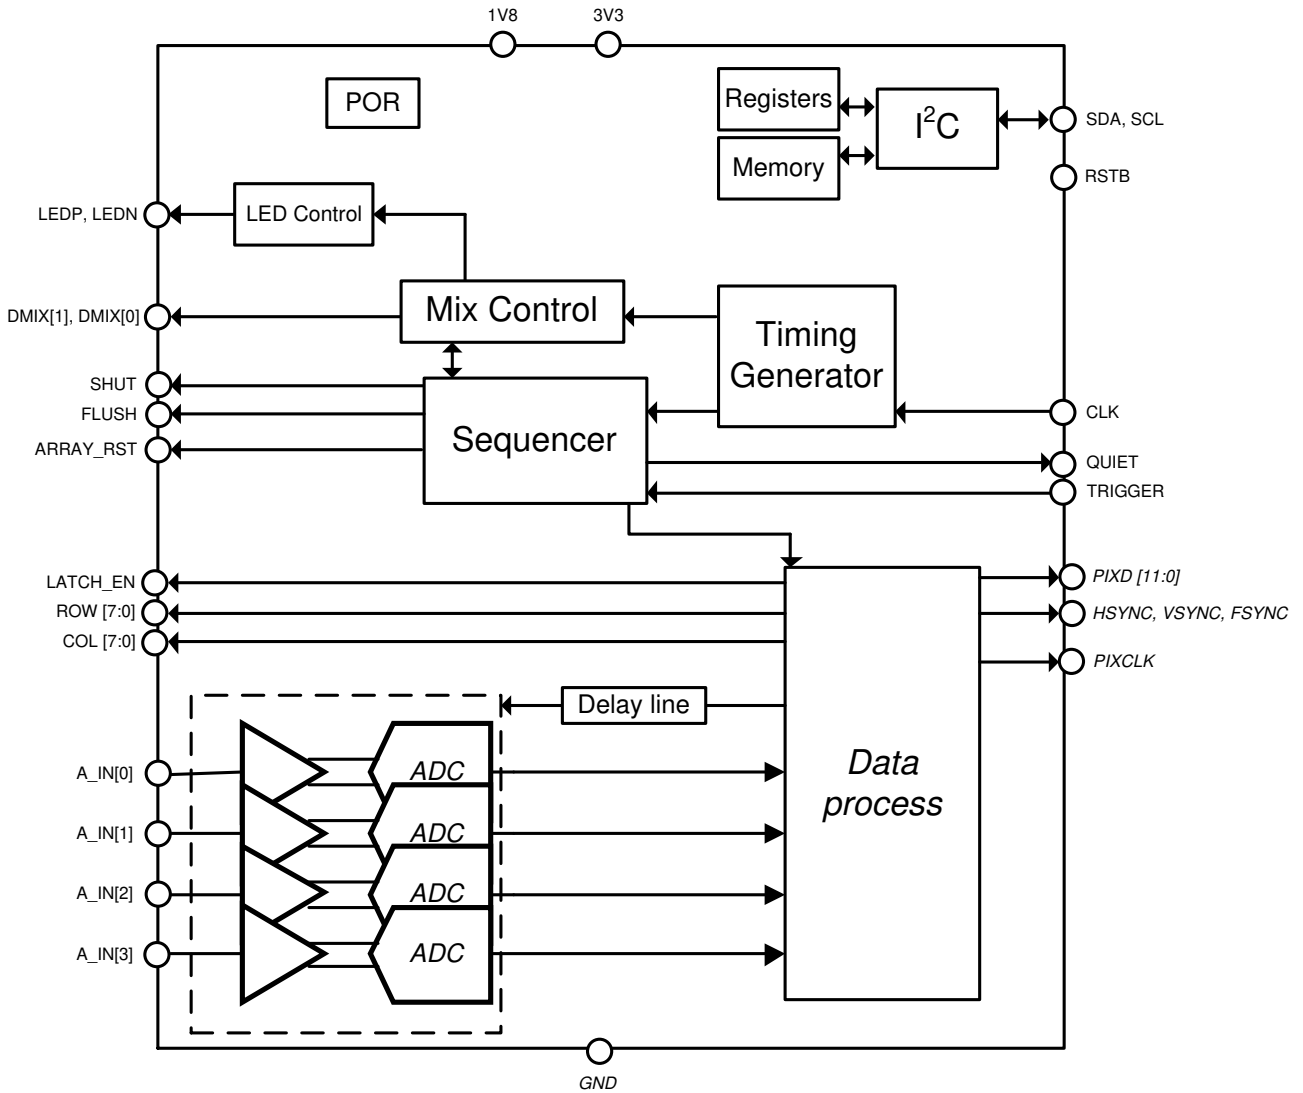 1V8
3V3
POR
Registers
I²C
Memory
SDA, SCL
RSTB
LEDP, LEDN
LED Control
DMIX[1], DMIX[0]
Mix Control
Timing
Generator
SHUT
FLUSH
ARRAY_RST
Sequencer
CLK
QUIET
TRIGGER
LATCH_EN
ROW [7:0]
COL [7:0]
PIXD [11:0]
HSYNC, VSYNC, FSYNC
PIXCLK
Delay line
Data
process
A_IN[0]
ADC
A_IN[1]
ADC
A_IN[2]
ADC
A_IN[3]
ADC
GND